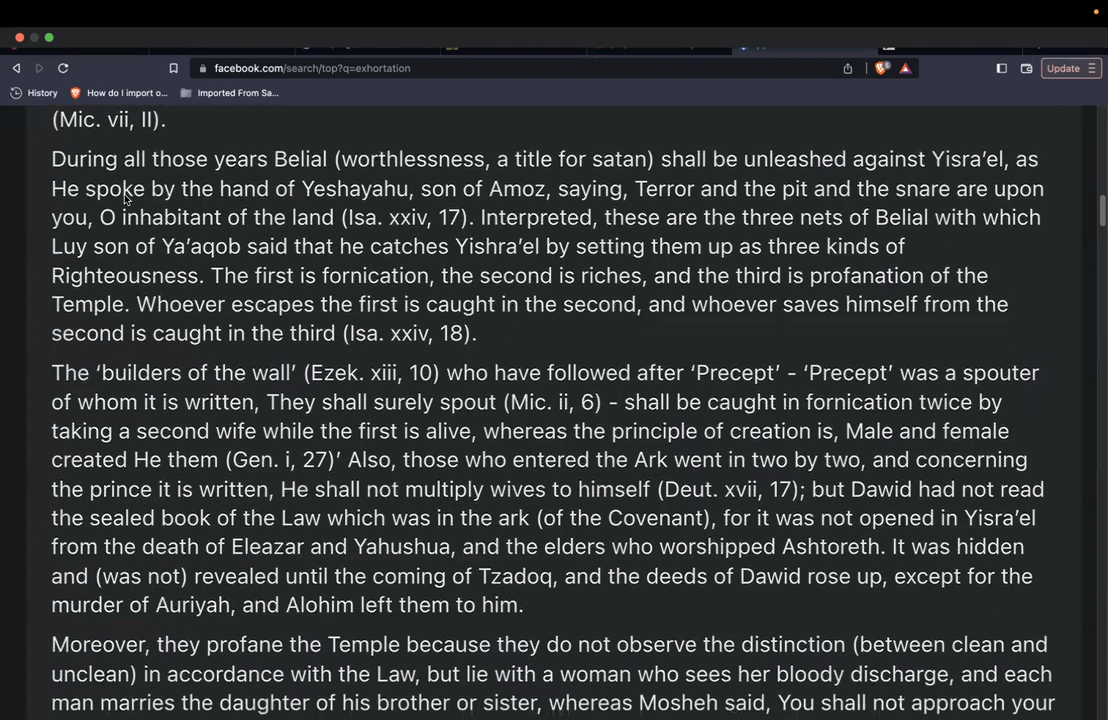 facebook.com/search/top?q=exhortation
Update
History
How do I import o...
Imported From Sa...
(Mic. vii, II).
During all those years Belial (worthlessness, a title for satan) shall be unleashed against Yisra’el, as
He spoke by the hand of Yeshayahu, son of Amoz, saying, Terror and the pit and the snare are upon
you, O inhabitant of the land (Isa. xxiv, 17). Interpreted, these are the three nets of Belial with which
Luy son of Ya’aqob said that he catches Yishra’el by setting them up as three kinds of
Righteousness. The first is fornication, the second is riches, and the third is profanation of the
Temple. Whoever escapes the first is caught in the second, and whoever saves himself from the
second is caught in the third (Isa. xxiv, 18).
The ‘builders of the wall’ (Ezek. xiii, 10) who have followed after ‘Precept’ - ‘Precept’ was a spouter
of whom it is written, They shall surely spout (Mic. ii, 6) - shall be caught in fornication twice by
taking a second wife while the first is alive, whereas the principle of creation is, Male and female
created He them (Gen. i, 27)’ Also, those who entered the Ark went in two by two, and concerning
the prince it is written, He shall not multiply wives to himself (Deut. xvii, 17); but Dawid had not read
the sealed book of the Law which was in the ark (of the Covenant), for it was not opened in Yisra’el
from the death of Eleazar and Yahushua, and the elders who worshipped Ashtoreth. It was hidden
and (was not) revealed until the coming of Tzadoq, and the deeds of Dawid rose up, except for the
murder of Auriyah, and Alohim left them to him.
Moreover, they profane the Temple because they do not observe the distinction (between clean and
unclean) in accordance with the Law, but lie with a woman who sees her bloody discharge, and each
man marries the daughter of his brother or sister, whereas Mosheh said, You shall not approach your